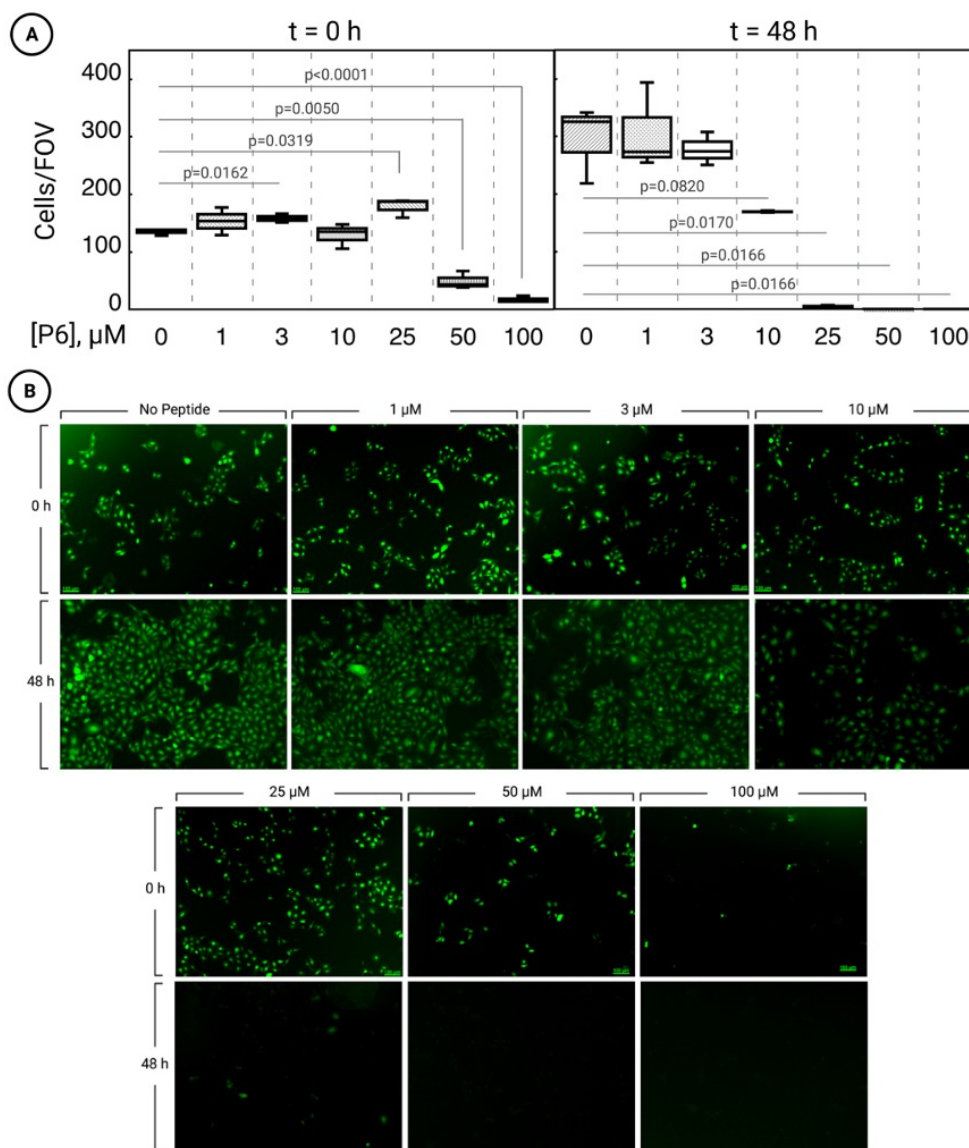 A
t = 0 h
t = 48 h
400
300
200
100
0
Cells/FOV
p<0.0001
p=0.0050
p=0.0319
p=0.0162
p=0.0820
p=0.0170
p=0.0166
p=0.0166
[P6], µM 0 1 3 10 25 50 100 0 1 3 10 25 50 100
B
No Peptide 1 µM 3 µM 10 µM
0 h
48 h
25 µM 50 µM 100 µM
0 h
48 h